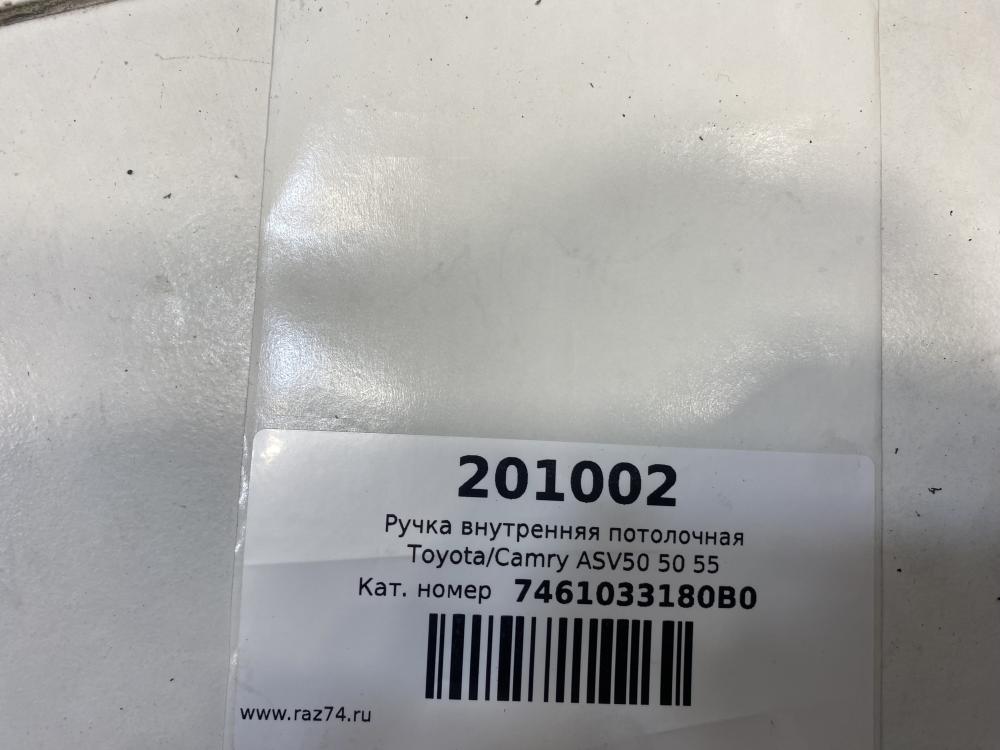 201002
Ручка внутренняя потолочная
Toyota/Camry ASV50 50 55
Кат. номер 7461033180B0
www.raz74.ru